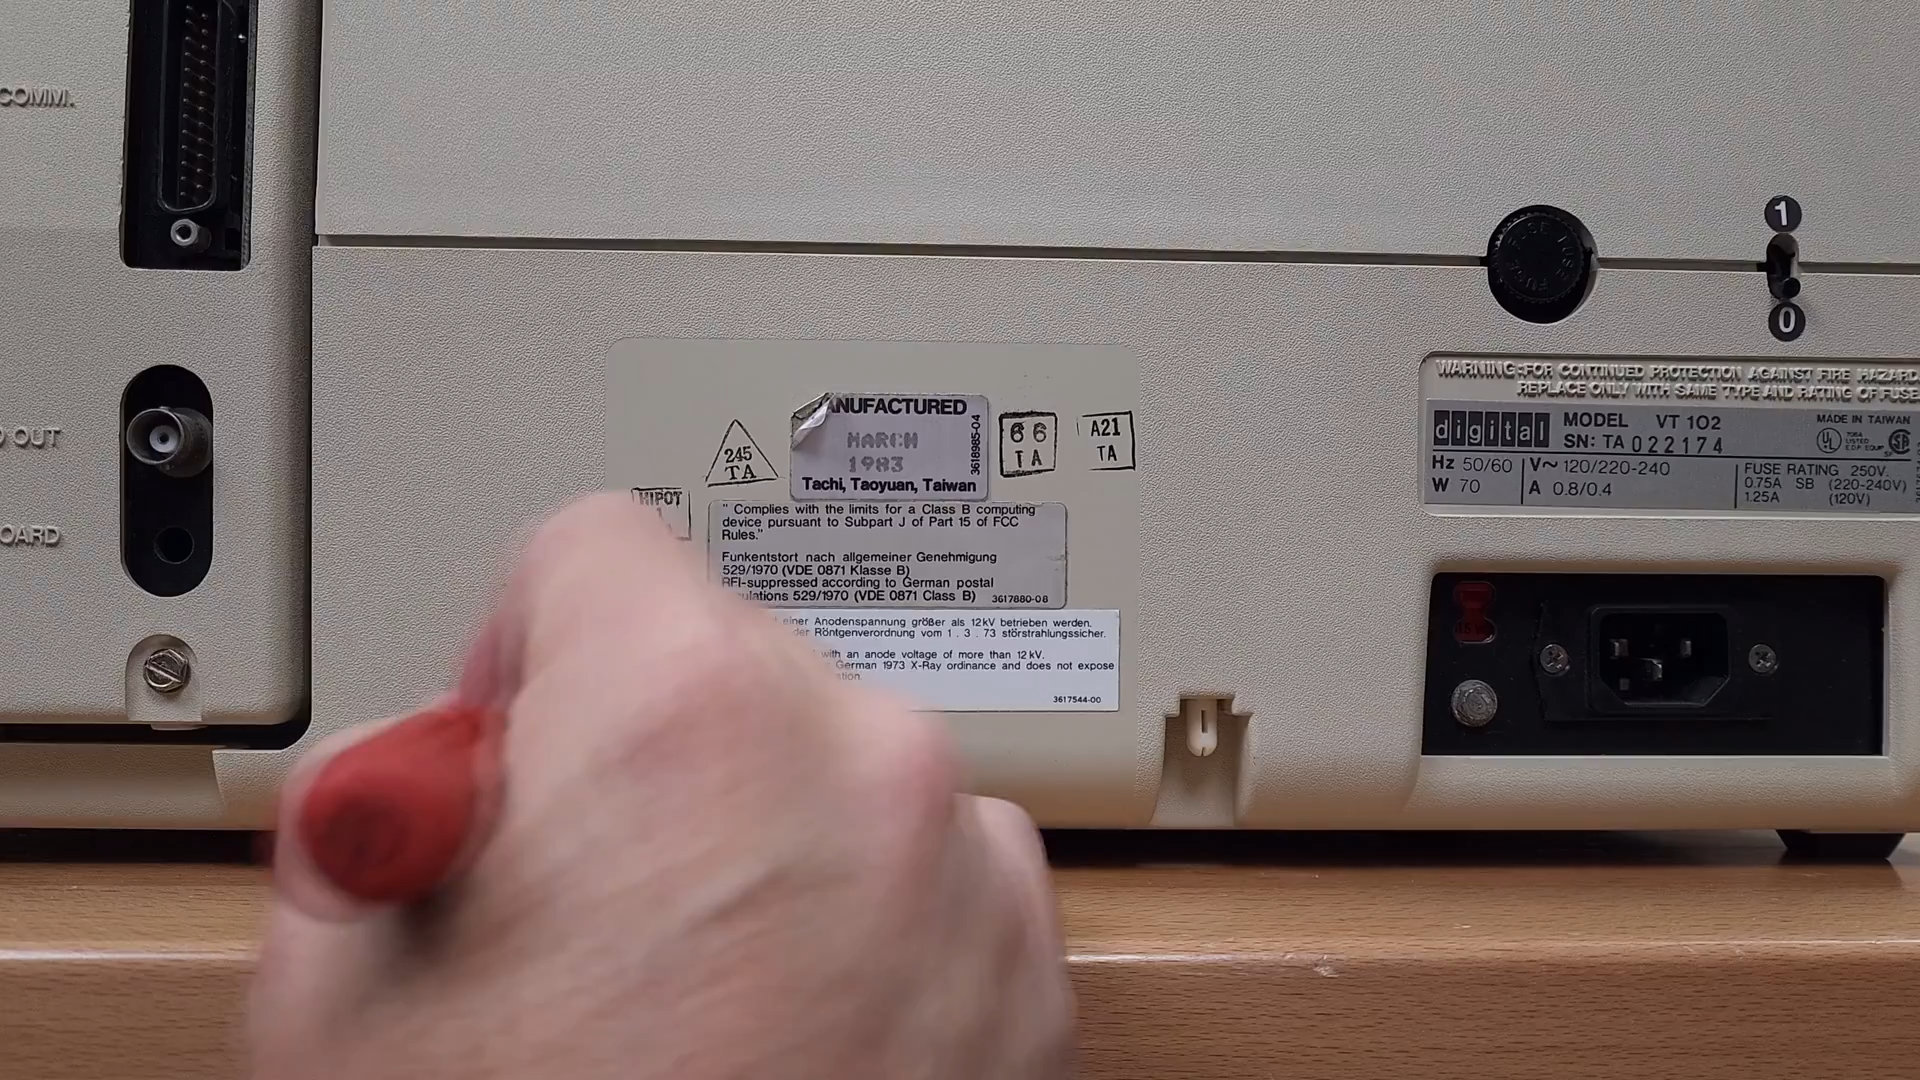 COMM.
OUT
OARD
FUSE FUSE FUSE
1
0
WARNING:FOR CONTINUED PROTECTION AGAINST FIRE HAZARD
REPLACE ONLY WITH SAME TYPE AND RATING OF FUSE
digital
MODEL VT 102
SN: TA 022174
MADE IN TAIWAN
UL
LISTED
Hz 50/60
W 70
V~ 120/220-240
A 0.8/0.4
FUSE RATING 250V.
0.75A SB (220-240V)
1.25A (120V)
245
TA
ANUFACTURED
MARCH
1983
Tachi, Taoyuan, Taiwan
3618985-04
66
TA
A21
TA
HIPOT
1
" Complies with the limits for a Class B computing
device pursuant to Subpart J of Part 15 of FCC
Rules."
Funkentstort nach allgemeiner Genehmigung
529/1970 (VDE 0871 Klasse B)
RFI-suppressed according to German postal
ulations 529/1970 (VDE 0871 Class B) 3617880-08
einer Anodenspannung größer als 12kV betrieben werden.
der Röntgenverordnung vom 1 . 3 . 73 störstrahlungssicher.
with an anode voltage of more than 12 kV.
German 1973 X-Ray ordinance and does not expose
ation.
3617544-00